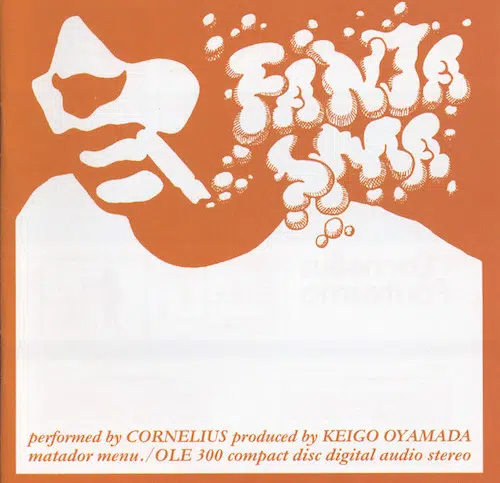 FANTA
SMA
performed by CORNELIUS produced by KEIGO OYAMADA
matador menu./OLE 300 compact disc digital audio stereo